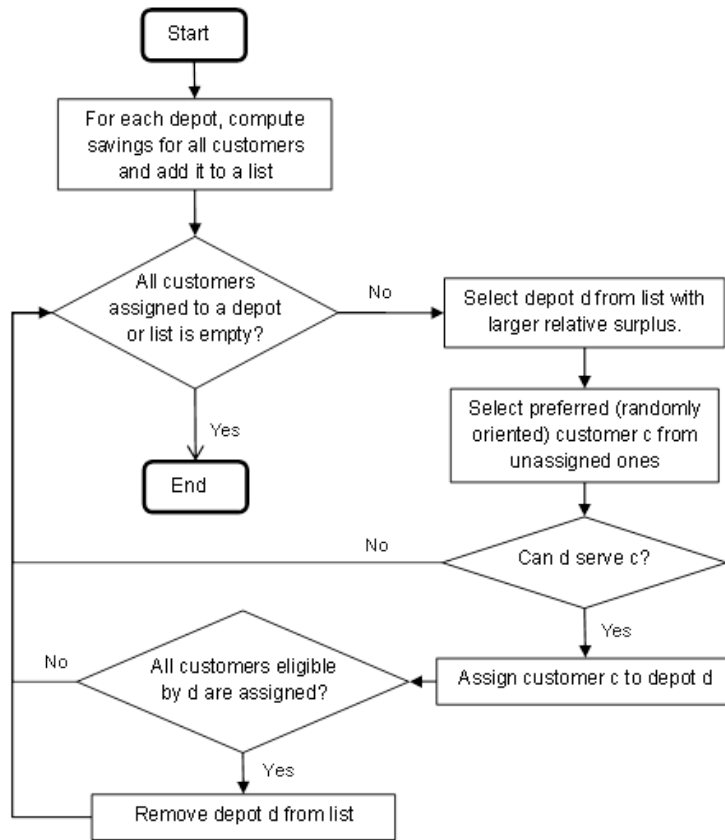 Start
For each depot, compute
savings for all customers
and add it to a list
All customers
assigned to a depot
or list is empty?
No
Select depot d from list with
larger relative surplus.
Yes
Select preferred (randomly
oriented) customer c from
unassigned ones
End
No
Can d serve c?
Yes
No
All customers eligible
by d are assigned?
Assign customer c to depot d
Yes
Remove depot d from list